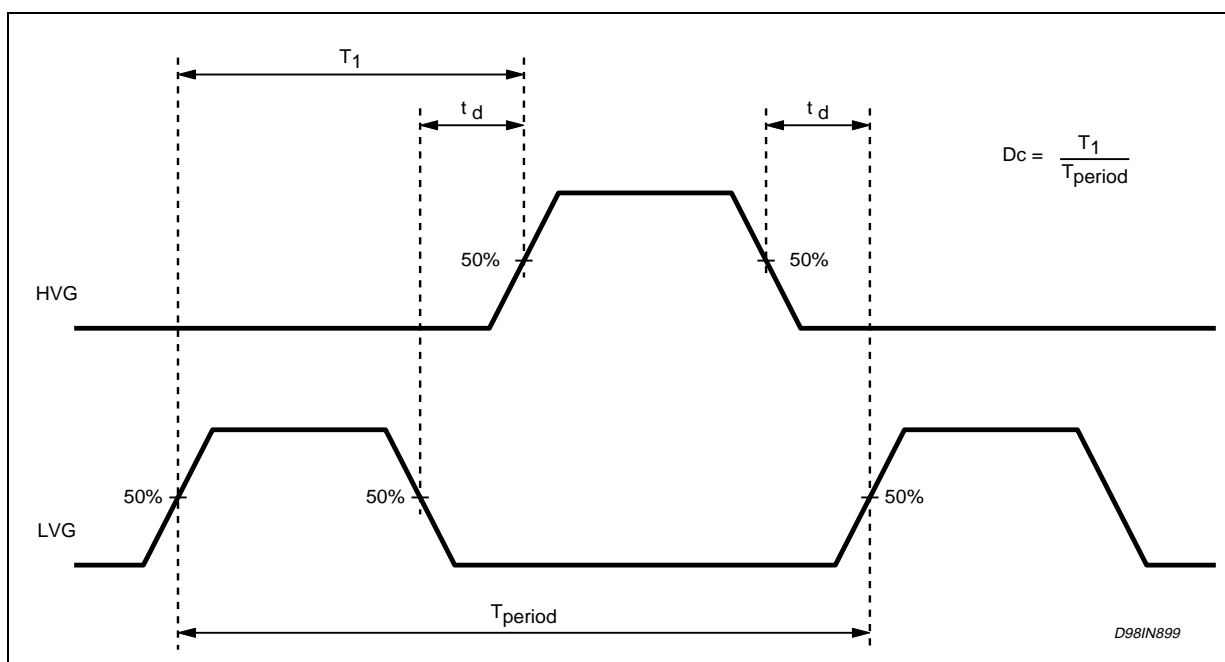 T1
td
td
Dc = T1
Tperiod
50%
50%
HVG
50%
50%
50%
LVG
Tperiod
D98IN899